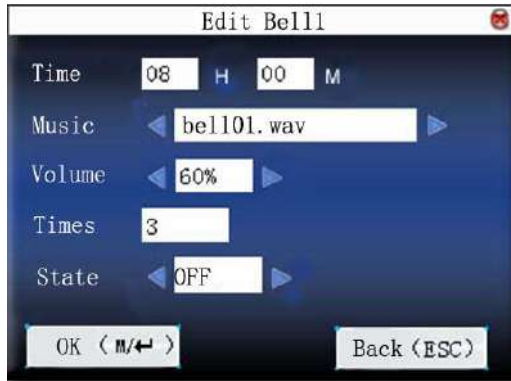 Edit Bell1
Time 08 H 00 M
Music bell01.wav
Volume 60%
Times 3
State OFF
OK (M/↵) Back (ESC)